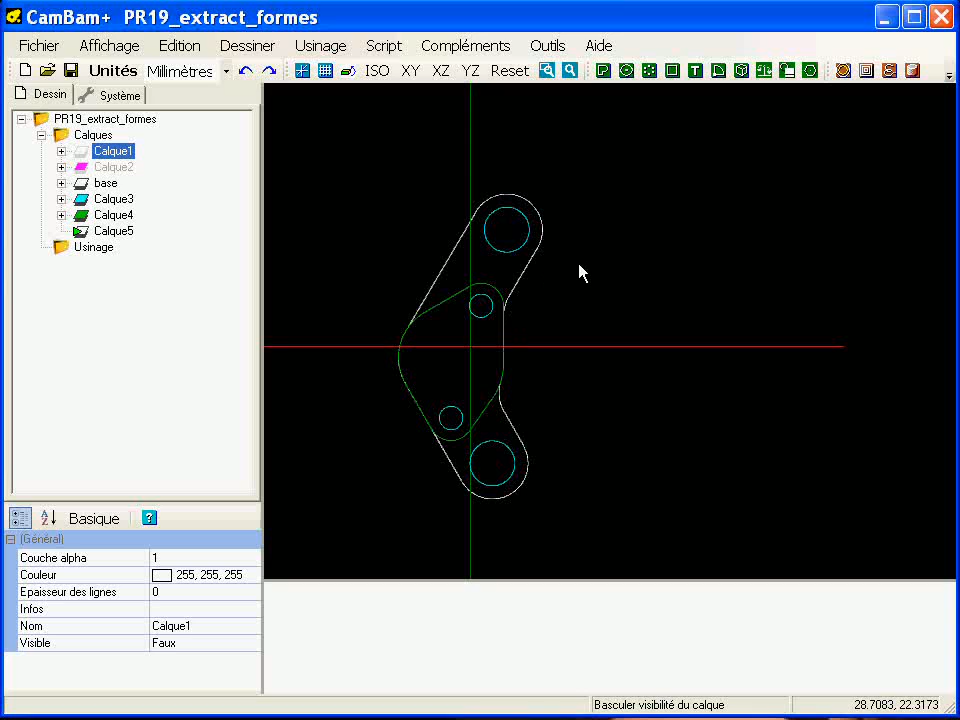 CamBam+ PR19_extract_formes
Fichier Affichage Edition Dessiner Usinage Script Compléments Outils Aide
Unités Millimètres ISO XY XZ YZ Reset
Dessin Système
PR19_extract_formes
Calques
Calque1
Calque2
base
Calque3
Calque4
Calque5
Usinage
Basique
(Général)
Couche alpha 1
Couleur 255, 255, 255
Epaisseur des lignes 0
Infos
Nom Calque1
Visible Faux
Basculer visibilité du calque 28.7083, 22.3173